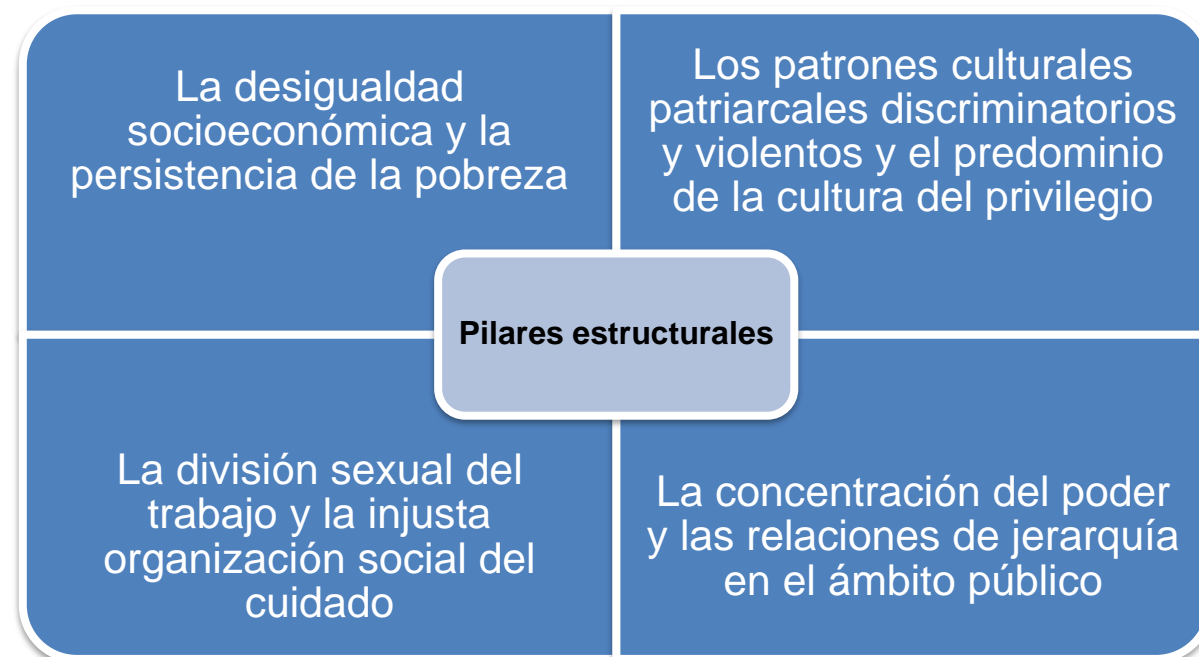 La desigualdad
socioeconómica y la
persistencia de la pobreza
Los patrones culturales
patriarcales discriminatorios
y violentos y el predominio
de la cultura del privilegio
Pilares estructurales
La división sexual del
trabajo y la injusta
organización social del
cuidado
La concentración del poder
y las relaciones de jerarquía
en el ámbito público